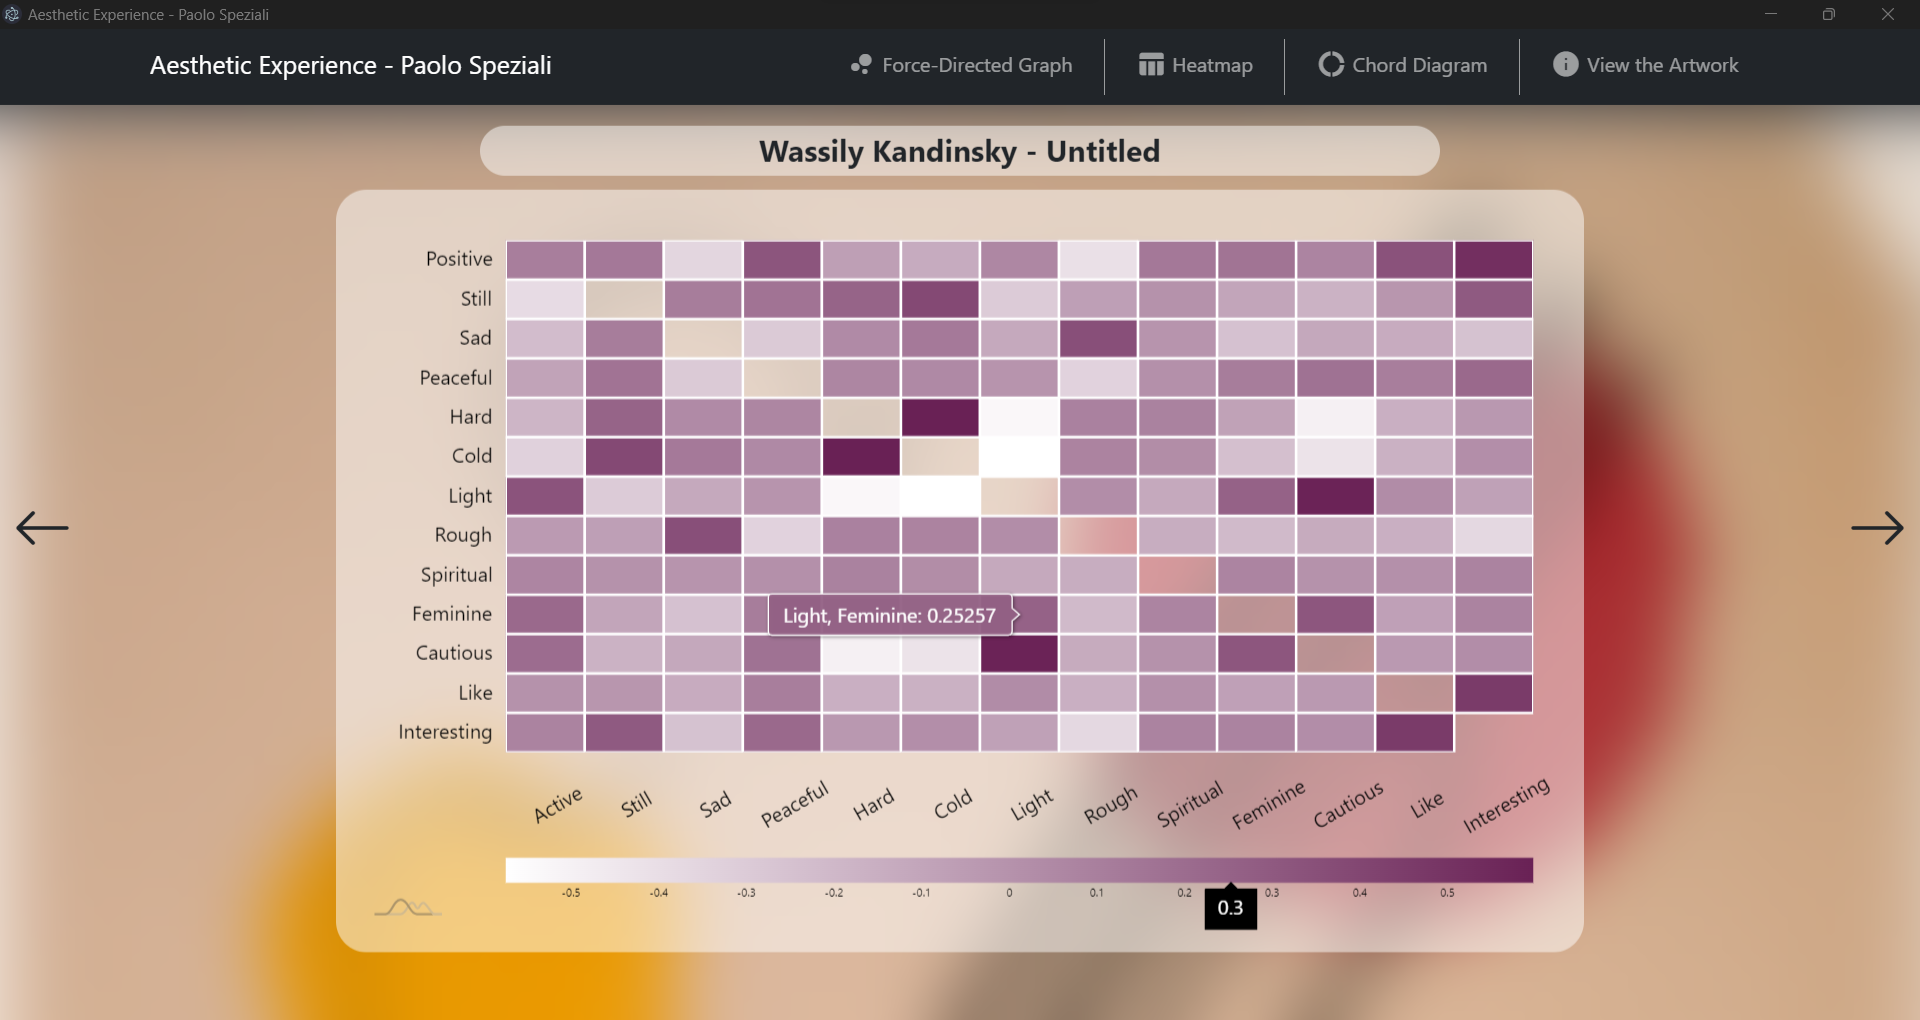 Aesthetic Experience - Paolo Speziali
Aesthetic Experience - Paolo Speziali
Force-Directed Graph
Heatmap
Chord Diagram
View the Artwork
Wassily Kandinsky - Untitled
Positive
Still
Sad
Peaceful
Hard
Cold
Light
Rough
Spiritual
Feminine
Light, Feminine: 0.25257
Cautious
Like
Interesting
Active Still Sad Peaceful Hard Cold Light Rough Spiritual Feminine Cautious Like Interesting
-0.5 -0.4 -0.3 -0.2 -0.1 0 0.1 0.2 0.3 0.4 0.5
0.3